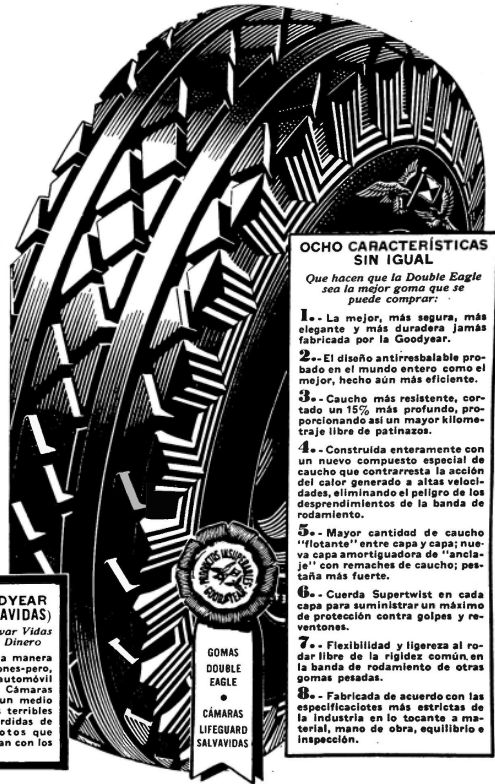 OCHO CARACTERÍSTICAS
SIN IGUAL
Que hacen que la Double Eagle
sea la mejor goma que se
puede comprar:
1.- La mejor, más segura, más
elegante y más duradera jamás
fabricada por la Goodyear.
2.- El diseño antirresbalable pro-
bado en el mundo entero como el
mejor, hecho aún más eficiente.
3.- Caucho más resistente, cor-
tado un 15% más profundo, pro-
porcionando así un mayor kilome-
traje libre de patinazos.
4.- Construida enteramente con
un nuevo compuesto especial de
caucho que contrarresta la acción
del calor generado a altas veloci-
dades, eliminando el peligro de los
desprendimientos de la banda de
rodamiento.
5.- Mayor cantidad de caucho
"flotante" entre capa y capa; nue-
va capa amortiguadora de "ancla-
je" con remaches de caucho; pes-
taña más fuerte.
6.- Cuerda Supertwist en cada
capa para suministrar un máximo
de protección contra golpes y re-
ventones.
7.- Flexibilidad y ligereza al ro-
dar libre de la rigidez común en
la banda de rodamiento de otras
gomas pesadas.
8.- Fabricada de acuerdo con las
especificaciotes más estrictas de
la industria en lo tocante a ma-
terial, mano de obra, equilibrio e
inspección.
PRODUCTOS INSUPERABLES
GOODYEAR
GOMAS
DOUBLE
EAGLE
•
CÁMARAS
LIFEGUARD
SALVAVIDAS
DYEAR
AVIDAS)
var Vidas
Dinero
a manera
ones-pero,
automóvil
Cámaras
un medio
s terribles
rdidas de
otos que
an con los